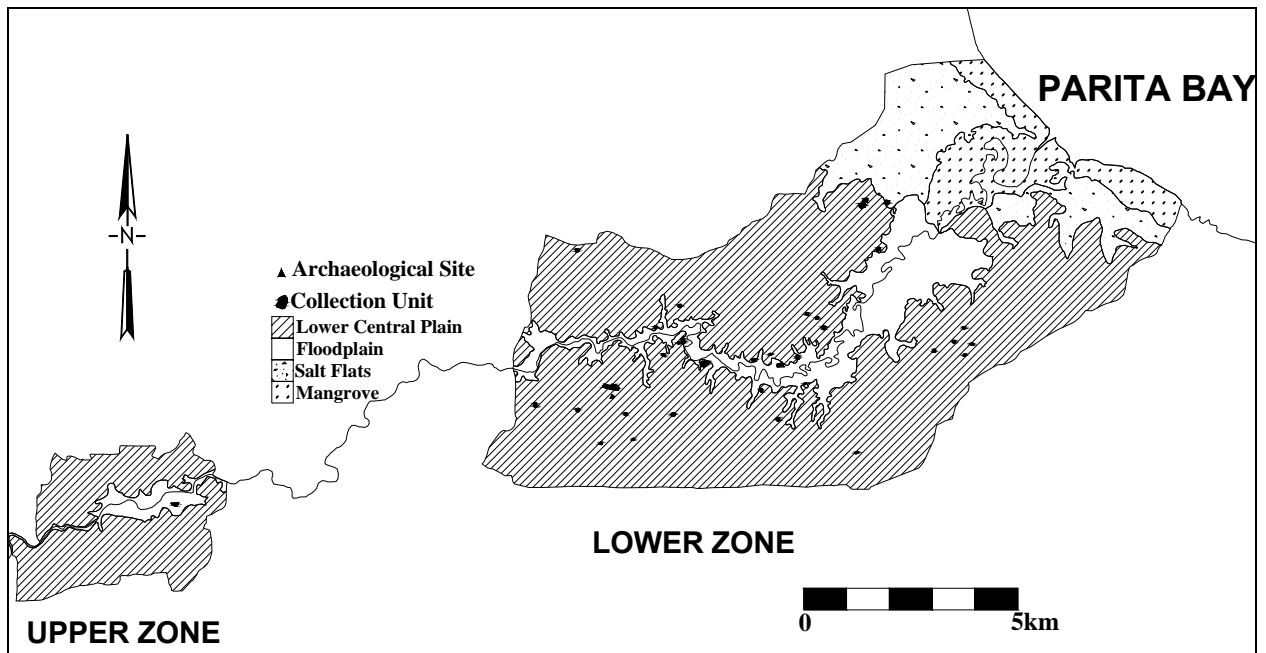 PARITA BAY
-N-
Archaeological Site
Collection Unit
Lower Central Plain
Floodplain
Salt Flats
Mangrove
LOWER ZONE
0 5km
UPPER ZONE